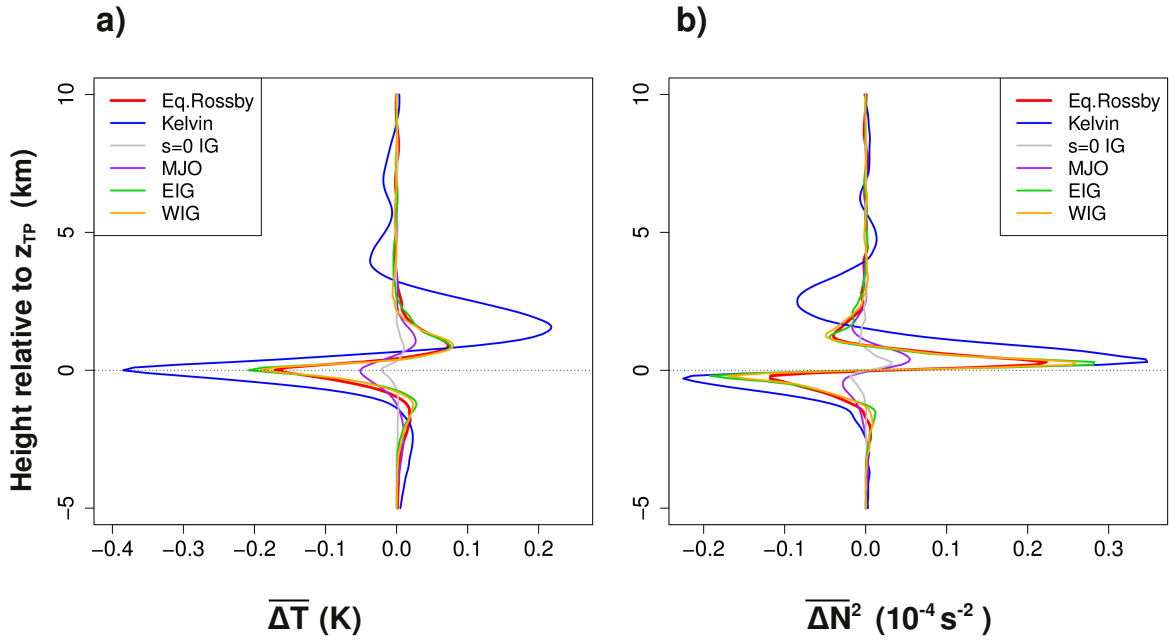 a)
b)
Height relative to z_TP (km)
10
5
0
−5
Eq.Rossby
Kelvin
s=0 IG
MJO
EIG
WIG
−0.4 −0.3 −0.2 −0.1 0.0 0.1 0.2
ΔT (K)
10
5
0
−5
Eq.Rossby
Kelvin
s=0 IG
MJO
EIG
WIG
−0.2 −0.1 0.0 0.1 0.2 0.3
ΔN² (10⁻⁴ s⁻²)